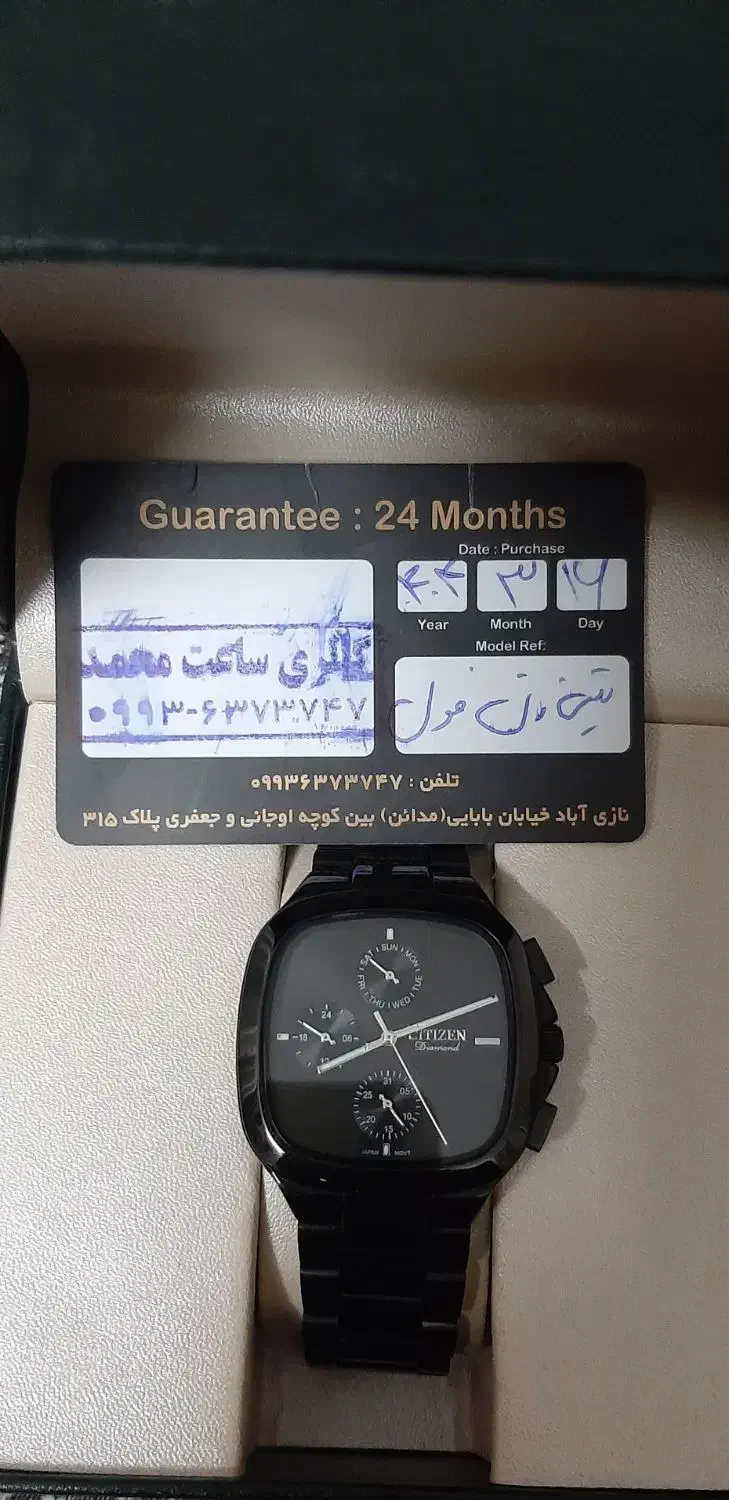 Guarantee : 24 Months
Date : Purchase
۴۰۴ ۳ ۱۶
Year Month Day
گالری ساعت محمد
۰۹۹۳-۶۳۷۳۷۴۷
Model Ref:
فول
تلفن : ۰۹۹۳۶۳۷۳۷۴۷
نازی آباد خیابان بابایی(مدائن) بین کوچه اوجانی و جعفری پلاک ۳۱۵
SUN MON TUE WED THU FRI SAT
24
18 06
12
CITIZEN
Diamond
31
25 05
20 10
15